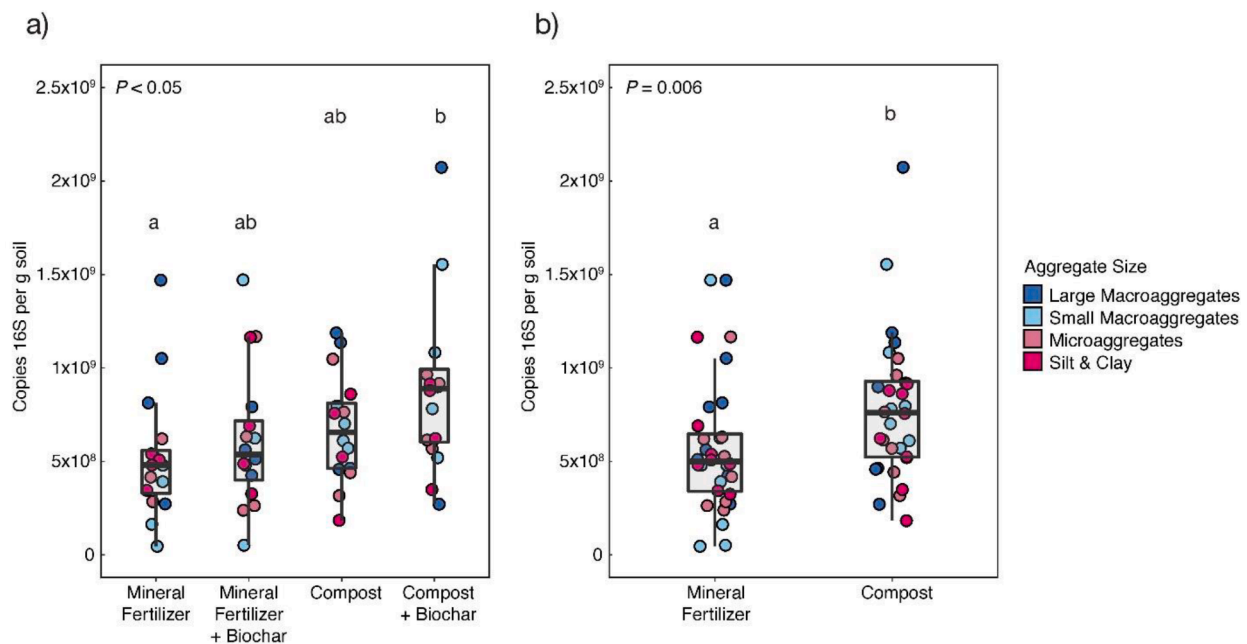 a)
Copies 16S per g soil
2.5x10⁹
2x10⁹
1.5x10⁹
1x10⁹
5x10⁸
0
P < 0.05
a
ab
ab
b
Mineral
Fertilizer
Mineral
Fertilizer
+ Biochar
Compost
Compost
+ Biochar
b)
Copies 16S per g soil
2.5x10⁹
2x10⁹
1.5x10⁹
1x10⁹
5x10⁸
0
P = 0.006
a
b
Mineral
Fertilizer
Compost
Aggregate Size
Large Macroaggregates
Small Macroaggregates
Microaggregates
Silt & Clay